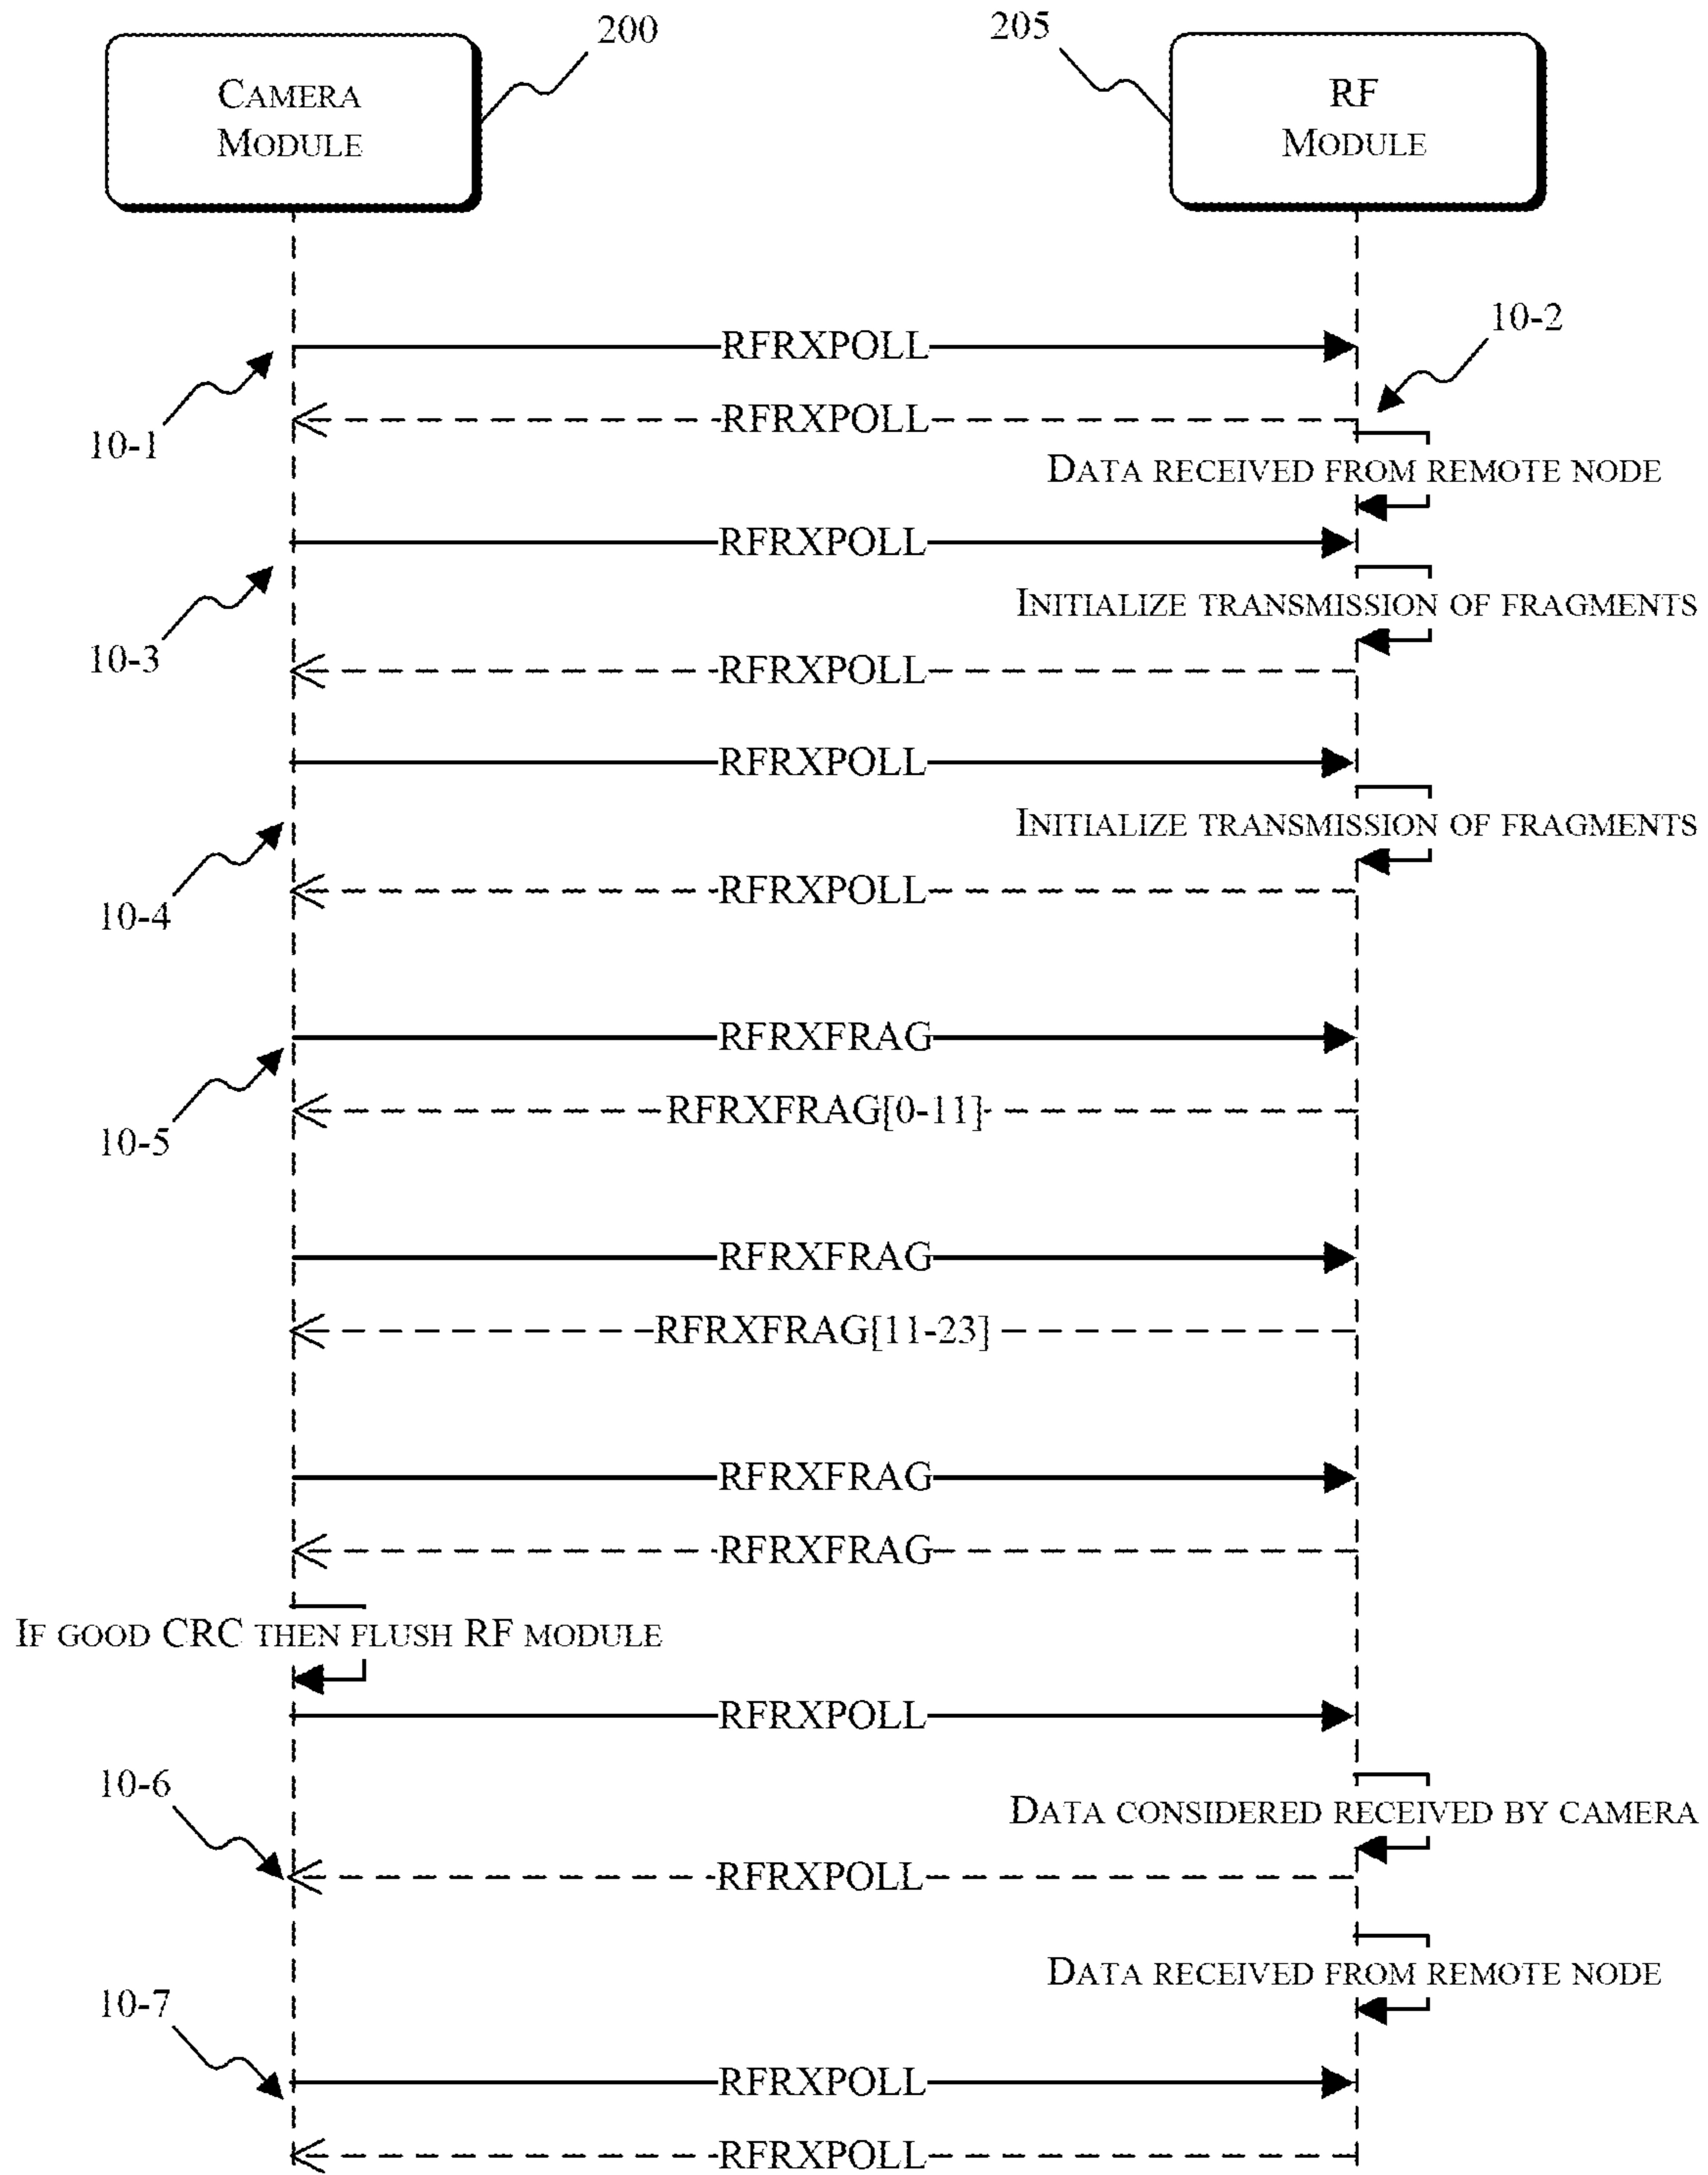 200
205
CAMERA
MODULE
RF
MODULE
10-2
RFRXPOLL
10-1
RFRXPOLL
DATA RECEIVED FROM REMOTE NODE
RFRXPOLL
INITIALIZE TRANSMISSION OF FRAGMENTS
10-3
RFRXPOLL
RFRXPOLL
INITIALIZE TRANSMISSION OF FRAGMENTS
10-4
RFRXPOLL
RFRXFRAG
RFRXFRAG[0-11]
10-5
RFRXFRAG
RFRXFRAG[11-23]
RFRXFRAG
RFRXFRAG
IF GOOD CRC THEN FLUSH RF MODULE
RFRXPOLL
10-6
DATA CONSIDERED RECEIVED BY CAMERA
RFRXPOLL
DATA RECEIVED FROM REMOTE NODE
10-7
RFRXPOLL
RFRXPOLL